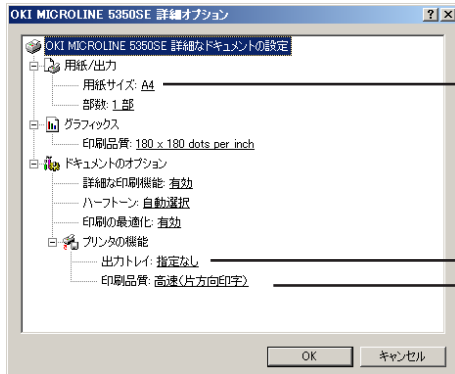 OKI MICROLINE 5350SE 詳細オプション
OKI MICROLINE 5350SE 詳細なドキュメントの設定
用紙/出力
用紙サイズ: A4
部数: 1 部
グラフィックス
印刷品質: 180 x 180 dots per inch
ドキュメントのオプション
詳細な印刷機能: 有効
ハーフトーン: 自動選択
印刷の最適化: 有効
プリンタの機能
出力トレイ: 指定なし
印刷品質: 高速(片方向印字)
OK キャンセル